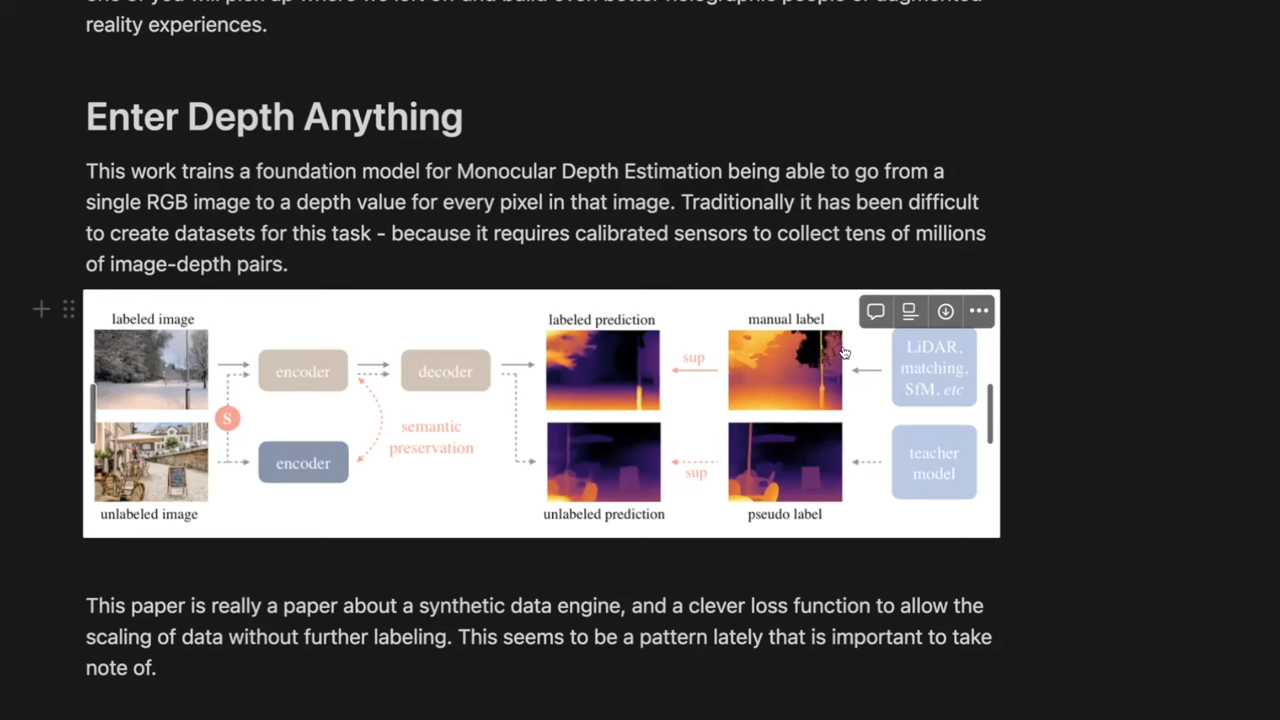 reality experiences.
Enter Depth Anything
This work trains a foundation model for Monocular Depth Estimation being able to go from a
single RGB image to a depth value for every pixel in that image. Traditionally it has been difficult
to create datasets for this task - because it requires calibrated sensors to collect tens of millions
of image-depth pairs.
labeled image
labeled prediction
manual label
encoder
decoder
sup
LiDAR,
matching,
SfM, etc
S
semantic
preservation
encoder
sup
teacher
model
unlabeled image
unlabeled prediction
pseudo label
This paper is really a paper about a synthetic data engine, and a clever loss function to allow the
scaling of data without further labeling. This seems to be a pattern lately that is important to take
note of.